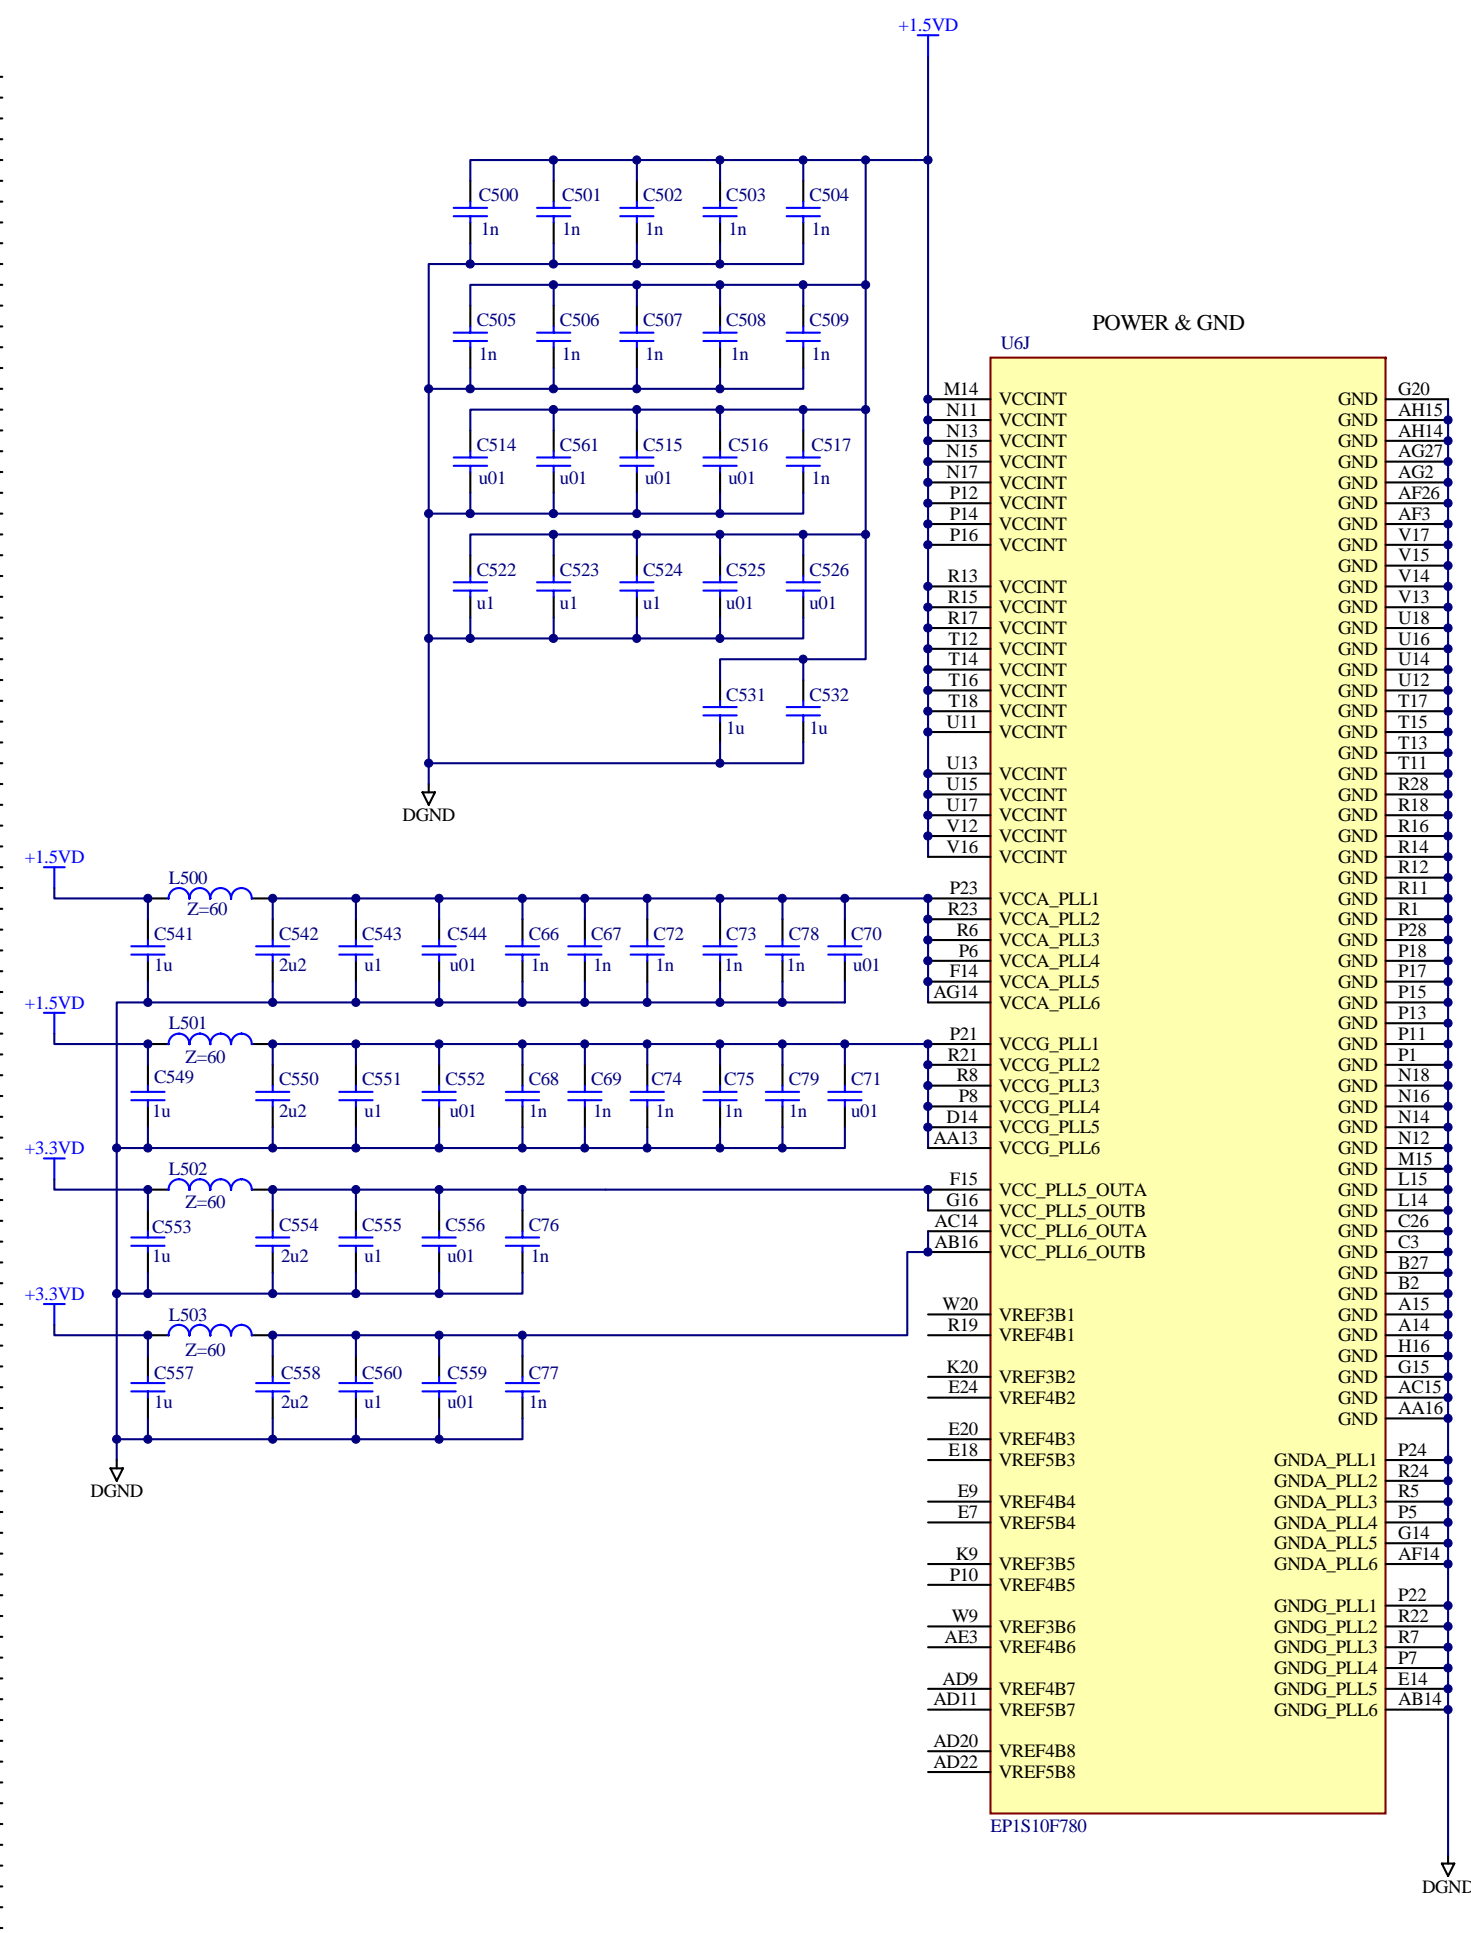 +1.5VD
C500 C501 C502 C503 C504
1n 1n 1n 1n 1n
C505 C506 C507 C508 C509
1n 1n 1n 1n 1n
C514 C561 C515 C516 C517
u01 u01 u01 u01 1n
C522 C523 C524 C525 C526
u1 u1 u1 u01 u01
C531 C532
1u 1u
DGND
+1.5VD
L500
Z=60
C541 C542 C543 C544 C66 C67 C72 C73 C78 C70
1u 2u2 u1 u01 1n 1n 1n 1n 1n u01
+1.5VD
L501
Z=60
C549 C550 C551 C552 C68 C69 C74 C75 C79 C71
1u 2u2 u1 u01 1n 1n 1n 1n 1n u01
+3.3VD
L502
Z=60
C553 C554 C555 C556 C76
1u 2u2 u1 u01 1n
+3.3VD
L503
Z=60
C557 C558 C560 C559 C77
1u 2u2 u1 u01 1n
DGND
POWER & GND
U6J
M14 VCCINT
N11 VCCINT
N13 VCCINT
N15 VCCINT
N17 VCCINT
P12 VCCINT
P14 VCCINT
P16 VCCINT
R13 VCCINT
R15 VCCINT
R17 VCCINT
T12 VCCINT
T14 VCCINT
T16 VCCINT
T18 VCCINT
U11 VCCINT
U13 VCCINT
U15 VCCINT
U17 VCCINT
V12 VCCINT
V16 VCCINT
P23 VCCA_PLL1
R23 VCCA_PLL2
R6 VCCA_PLL3
P6 VCCA_PLL4
F14 VCCA_PLL5
AG14 VCCA_PLL6
P21 VCCG_PLL1
R21 VCCG_PLL2
R8 VCCG_PLL3
P8 VCCG_PLL4
D14 VCCG_PLL5
AA13 VCCG_PLL6
F15 VCC_PLL5_OUTA
G16 VCC_PLL5_OUTB
AC14 VCC_PLL6_OUTA
AB16 VCC_PLL6_OUTB
W20 VREF3B1
R19 VREF4B1
K20 VREF3B2
E24 VREF4B2
E20 VREF4B3
E18 VREF5B3
E9 VREF4B4
E7 VREF5B4
K9 VREF3B5
P10 VREF4B5
W9 VREF3B6
AE3 VREF4B6
AD9 VREF4B7
AD11 VREF5B7
AD20 VREF4B8
AD22 VREF5B8
GND G20
GND AH15
GND AH14
GND AG27
GND AG2
GND AF26
GND AF3
GND V17
GND V15
GND V14
GND V13
GND U18
GND U16
GND U14
GND U12
GND T17
GND T15
GND T13
GND T11
GND R28
GND R18
GND R16
GND R14
GND R12
GND R11
GND R1
GND P28
GND P18
GND P17
GND P15
GND P13
GND P11
GND P1
GND N18
GND N16
GND N14
GND N12
GND M15
GND L15
GND L14
GND C26
GND C3
GND B27
GND B2
GND A15
GND A14
GND H16
GND G15
GND AC15
GND AA16
GNDA_PLL1 P24
GNDA_PLL2 R24
GNDA_PLL3 R5
GNDA_PLL4 P5
GNDA_PLL5 G14
GNDA_PLL6 AF14
GNDG_PLL1 P22
GNDG_PLL2 R22
GNDG_PLL3 R7
GNDG_PLL4 P7
GNDG_PLL5 E14
GNDG_PLL6 AB14
EP1S10F780
DGND